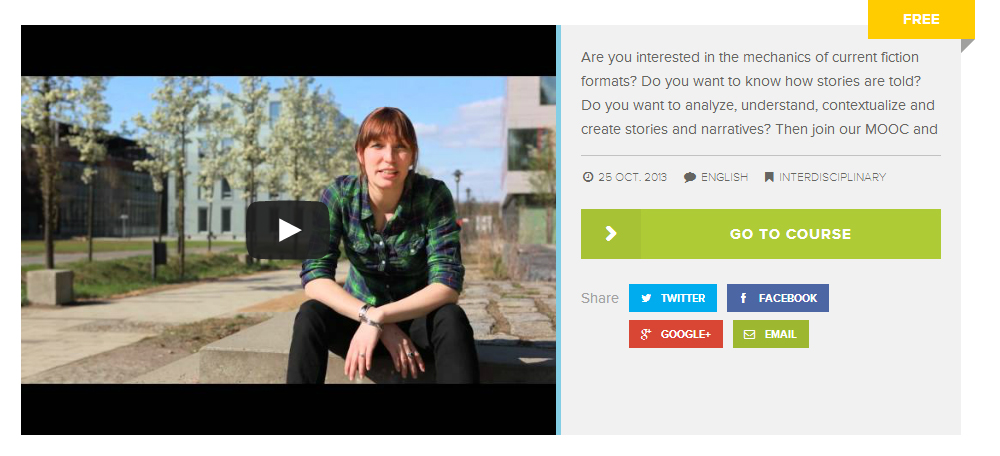 FREE
Are you interested in the mechanics of current fiction
formats? Do you want to know how stories are told?
Do you want to analyze, understand, contextualize and
create stories and narratives? Then join our MOOC and
25 OCT. 2013 ENGLISH INTERDISCIPLINARY
GO TO COURSE
Share TWITTER FACEBOOK
GOOGLE+ EMAIL